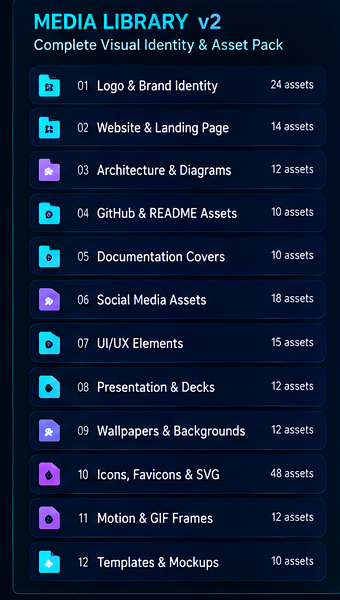 MEDIA LIBRARY v2
Complete Visual Identity & Asset Pack
01 Logo & Brand Identity 24 assets
02 Website & Landing Page 14 assets
03 Architecture & Diagrams 12 assets
04 GitHub & README Assets 10 assets
05 Documentation Covers 10 assets
06 Social Media Assets 18 assets
07 UI/UX Elements 15 assets
08 Presentation & Decks 12 assets
09 Wallpapers & Backgrounds 12 assets
10 Icons, Favicons & SVG 48 assets
11 Motion & GIF Frames 12 assets
12 Templates & Mockups 10 assets